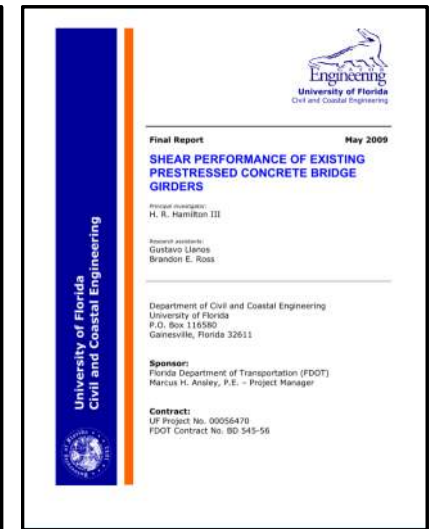 Engineering
University of Florida
Civil and Coastal Engineering
Final Report May 2009
SHEAR PERFORMANCE OF EXISTING
PRESTRESSED CONCRETE BRIDGE
GIRDERS
Principal investigator:
H. R. Hamilton III
Research assistants:
Gustavo Llanos
Brandon E. Ross
Department of Civil and Coastal Engineering
University of Florida
P.O. Box 116580
Gainesville, Florida 32611
Sponsor:
Florida Department of Transportation (FDOT)
Marcus H. Ansley, P.E. – Project Manager
Contract:
UF Project No. 00056470
FDOT Contract No. BD 545-56
University of Florida
Civil and Coastal Engineering